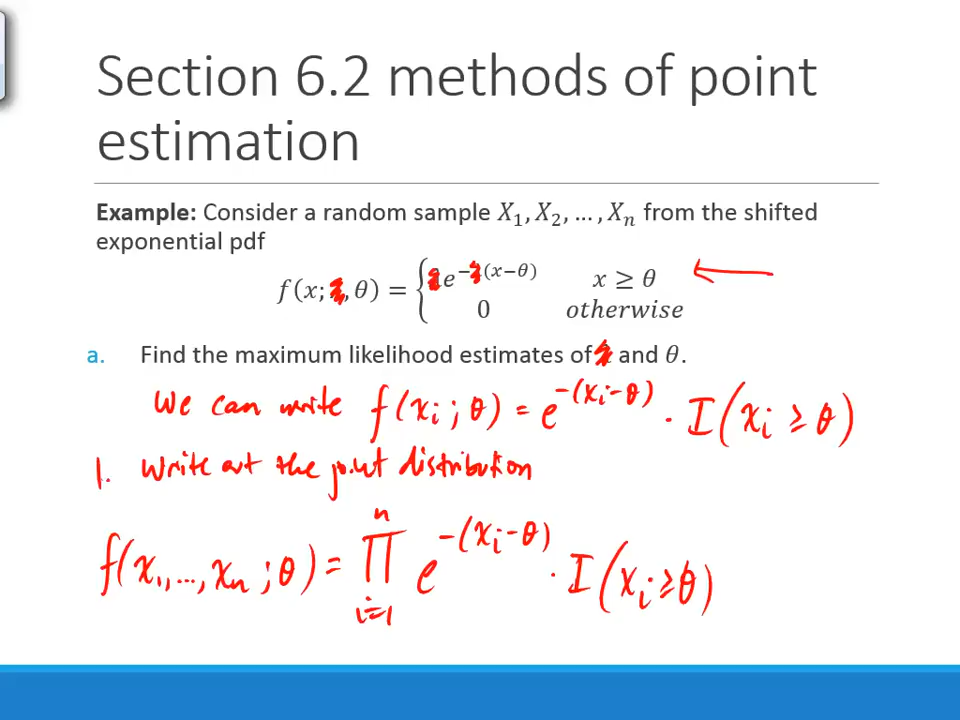 Section 6.2 methods of point
estimation
Example: Consider a random sample X₁, X₂, … , Xₙ from the shifted
exponential pdf
f(x; , θ) = { e^{−(x−θ)} x ≥ θ
0 otherwise
a. Find the maximum likelihood estimates of and θ.
We can write f(xᵢ ; θ) = e^{-(xᵢ-θ)} · I(xᵢ ≥ θ)
1. Write out the joint distribution
f(x₁, ..., xₙ ; θ) = ∏_{i=1}^{n} e^{-(xᵢ-θ)} · I(xᵢ ≥ θ)